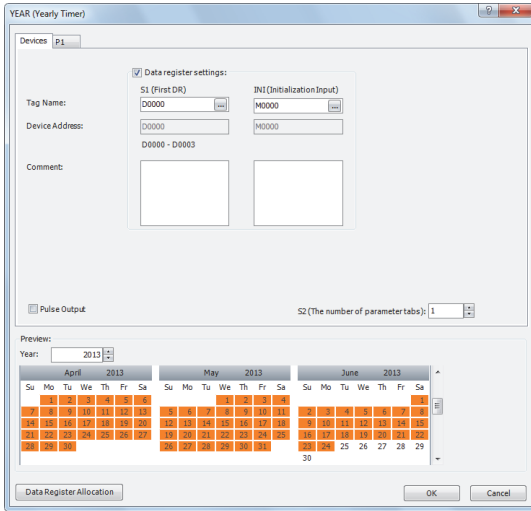 YEAR (Yearly Timer)
Devices P1
Data register settings:
S1 (First DR) INI(Initialization Input)
Tag Name: D0000 ... M0000 ...
Device Address: D0000 M0000
D0000 - D0003
Comment:
Pulse Output S2 (The number of parameter tabs): 1
Preview:
Year: 2013
April 2013 May 2013 June 2013
Su Mo Tu We Th Fr Sa Su Mo Tu We Th Fr Sa Su Mo Tu We Th Fr Sa
1 2 3 4 5 6 1 2 3 4 1
7 8 9 10 11 12 13 5 6 7 8 9 10 11 2 3 4 5 6 7 8
14 15 16 17 18 19 20 12 13 14 15 16 17 18 9 10 11 12 13 14 15
21 22 23 24 25 26 27 19 20 21 22 23 24 25 16 17 18 19 20 21 22
28 29 30 26 27 28 29 30 31 23 24 25 26 27 28 29
30
Data Register Allocation OK Cancel